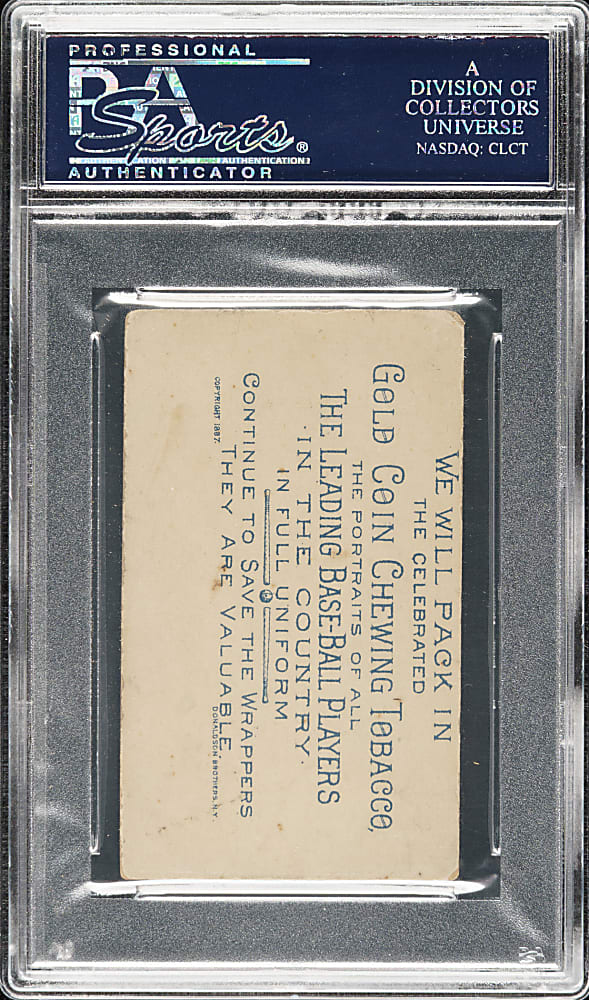 PROFESSIONAL
PSA
Sports®
AUTHENTICATION AUTHENTICATION
AUTHENTICATOR
A
DIVISION OF
COLLECTORS
UNIVERSE
NASDAQ: CLCT
WE WILL PACK IN
THE CELEBRATED
GOLD COIN CHEWING TOBACCO,
THE PORTRAITS OF ALL
THE LEADING BASE-BALL PLAYERS
·IN THE COUNTRY·
IN FULL UNIFORM
CONTINUE TO SAVE THE WRAPPERS
THEY ARE VALUABLE.
COPYRIGHT 1887.
DONALDSON BROTHERS, N.Y.